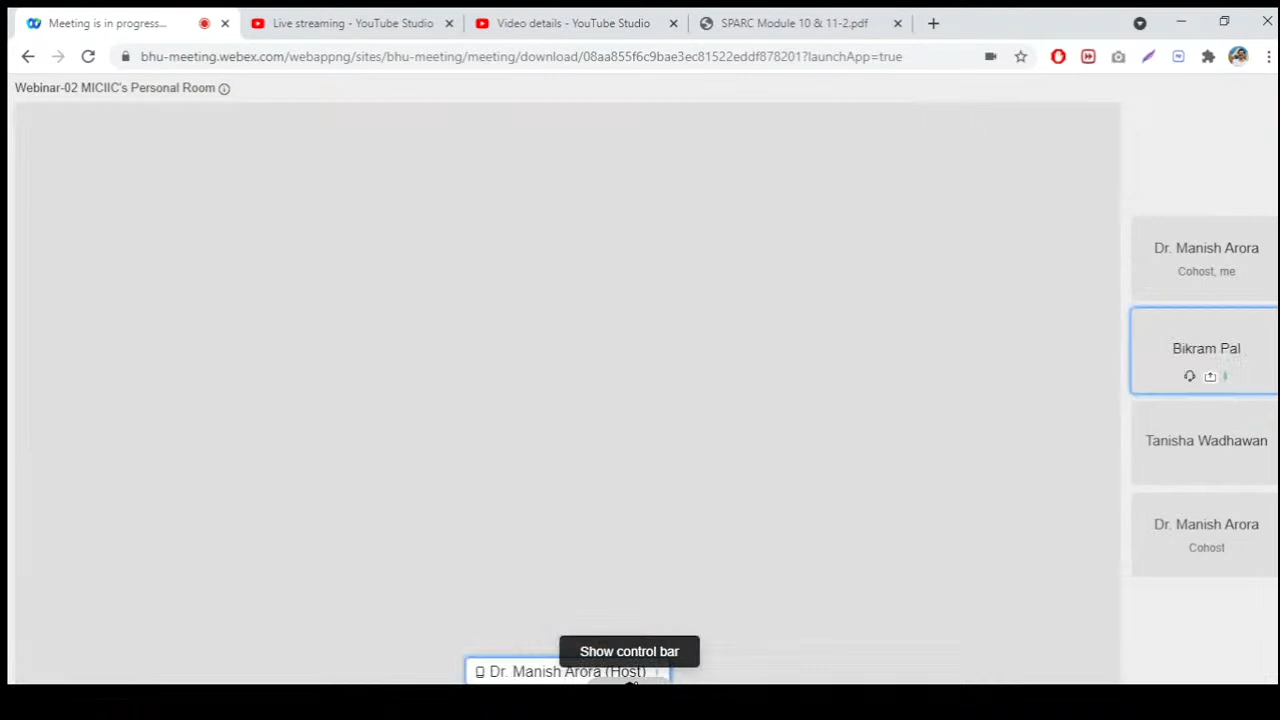 Meeting is in progress...
Live streaming - YouTube Studio
Video details - YouTube Studio
SPARC Module 10 & 11-2.pdf
bhu-meeting.webex.com/webappng/sites/bhu-meeting/meeting/download/08aa855f6c9bae3ec81522eddf878201?launchApp=true
Webinar-02 MICIIC's Personal Room
Dr. Manish Arora
Cohost, me
Bikram Pal
Tanisha Wadhawan
Dr. Manish Arora
Cohost
Show control bar
Dr. Manish Arora (Host)